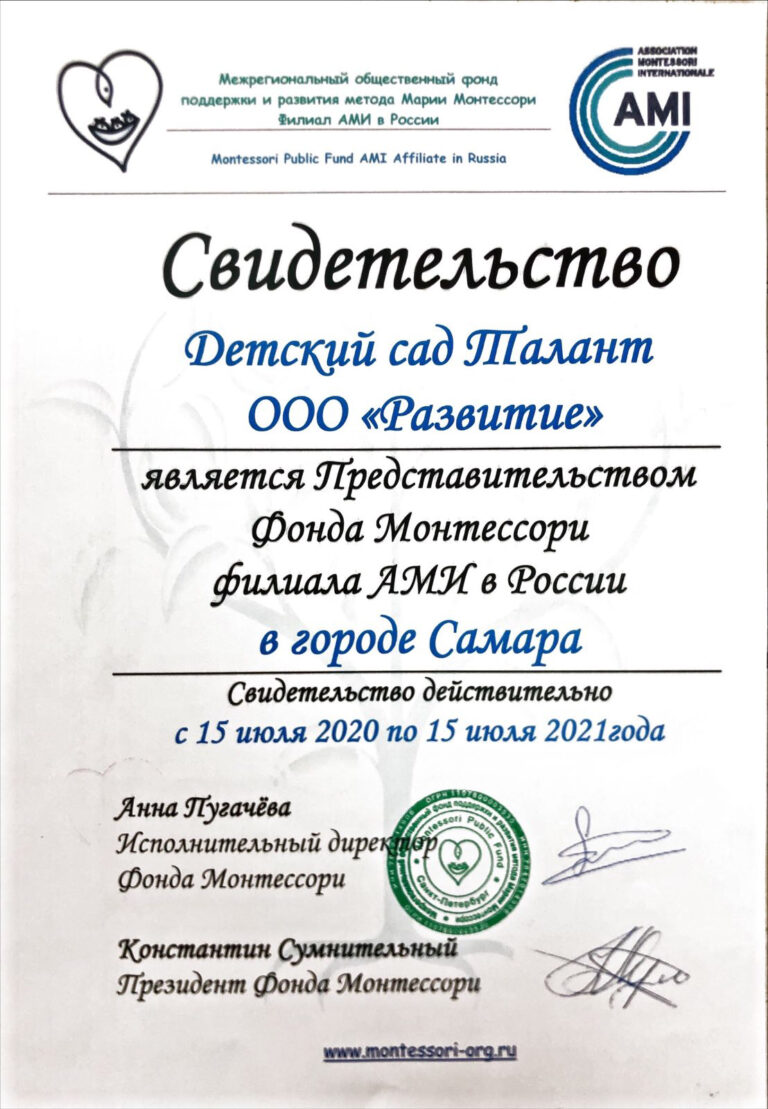 Межрегиональный общественный фонд
поддержки и развития метода Марии Монтессори
Филиал АМИ в России
Montessori Public Fund AMI Affiliate in Russia
ASSOCIATION
MONTESSORI
INTERNATIONALE
AMI
Свидетельство
Детский сад Талант
ООО «Развитие»
является Представительством
Фонда Монтессори
филиала АМИ в России
в городе Самара
Свидетельство действительно
с 15 июля 2020 по 15 июля 2021года
Анна Пугачёва
Исполнительный директор
Фонда Монтессори
Montessori Public Fund
Санкт-Петербург
Константин Сумнительный
Президент Фонда Монтессори
www.montessori-org.ru